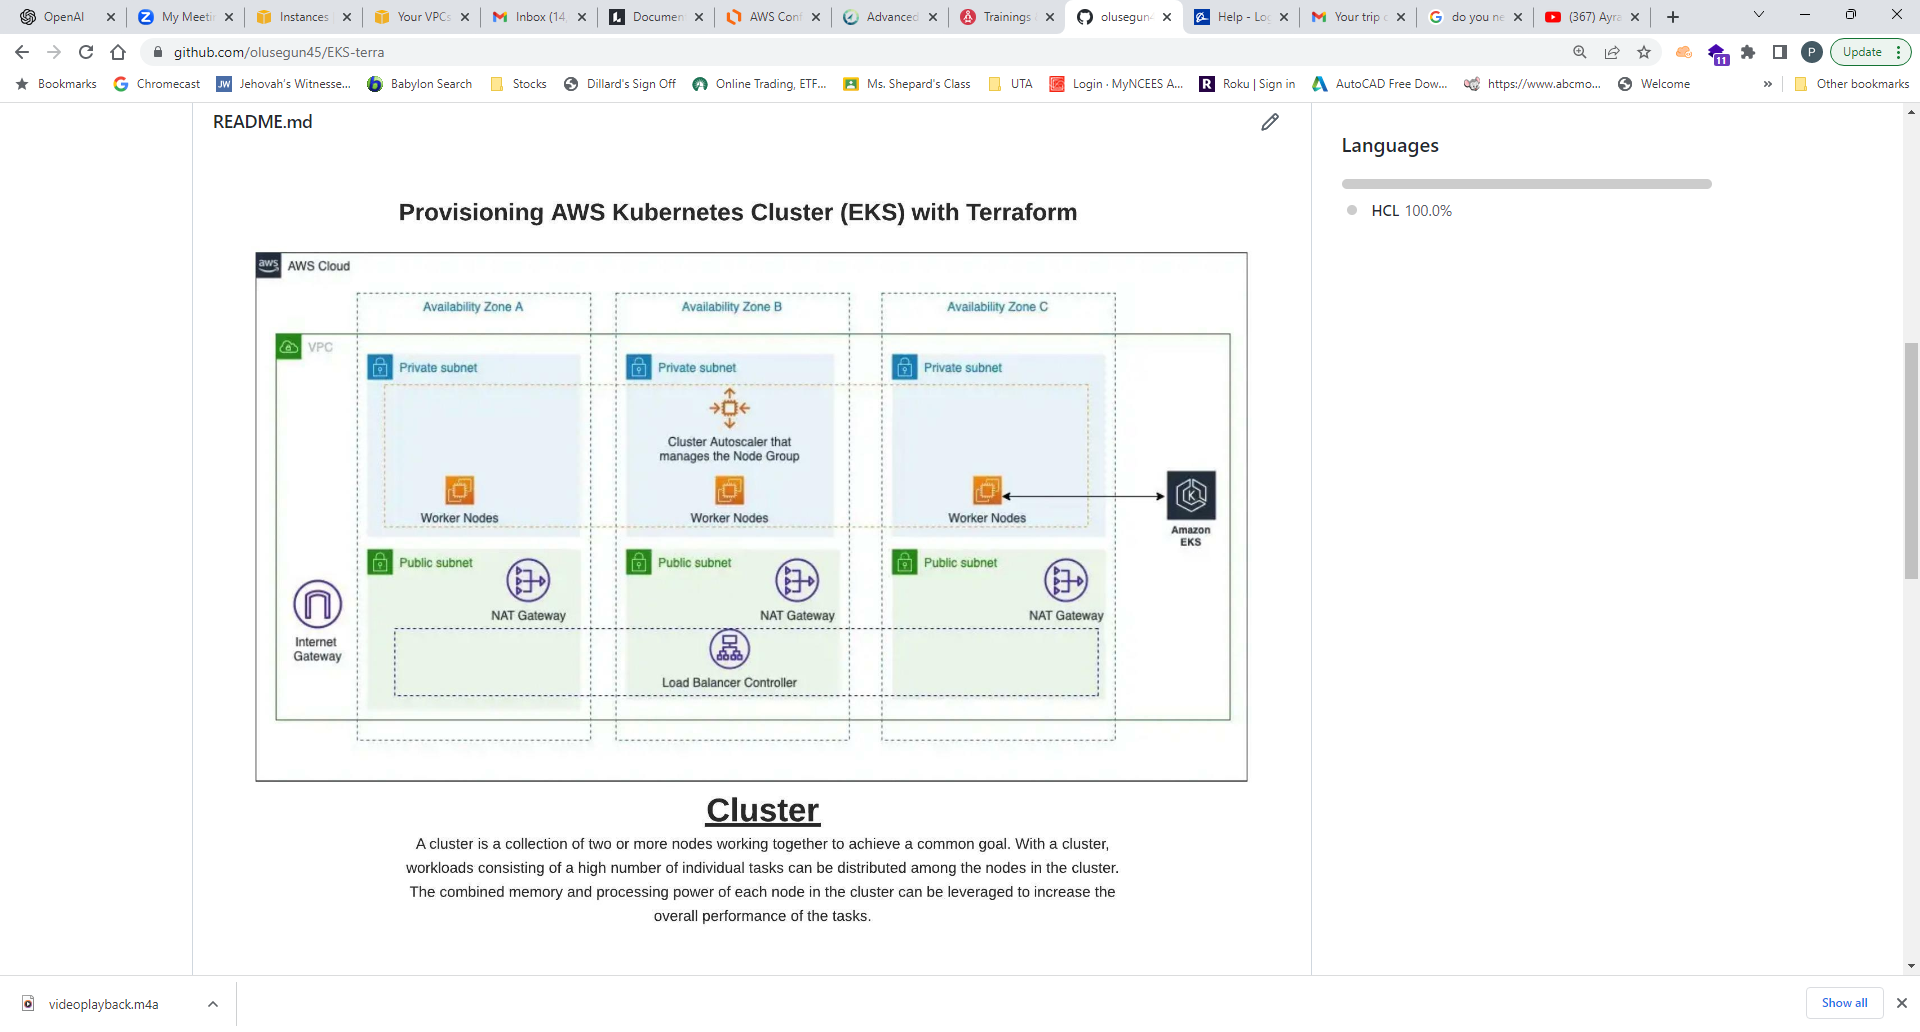 OpenAI
My Meeti
Instances
Your VPCs
Inbox (14,
Documen
AWS Conf
Advanced
Trainings
olusegun4
Help - Log
Your trip
do you ne
(367) Ayra
github.com/olusegun45/EKS-terra
11
P
Update
Bookmarks
Chromecast
JW
Jehovah's Witnesse...
Babylon Search
Stocks
Dillard's Sign Off
Online Trading, ETF...
Ms. Shepard's Class
UTA
Login · MyNCEES A...
R
Roku | Sign in
AutoCAD Free Dow...
https://www.abcmo...
Welcome
»
Other bookmarks
README.md
Languages
HCL 100.0%
Provisioning AWS Kubernetes Cluster (EKS) with Terraform
aws
AWS Cloud
Availability Zone A
Availability Zone B
Availability Zone C
VPC
Private subnet
Private subnet
Private subnet
Cluster Autoscaler that
manages the Node Group
Worker Nodes
Worker Nodes
Worker Nodes
K
Amazon
EKS
Public subnet
Public subnet
Public subnet
NAT Gateway
NAT Gateway
NAT Gateway
Internet
Gateway
Load Balancer Controller
Cluster
A cluster is a collection of two or more nodes working together to achieve a common goal. With a cluster,
workloads consisting of a high number of individual tasks can be distributed among the nodes in the cluster.
The combined memory and processing power of each node in the cluster can be leveraged to increase the
overall performance of the tasks.
videoplayback.m4a
Show all